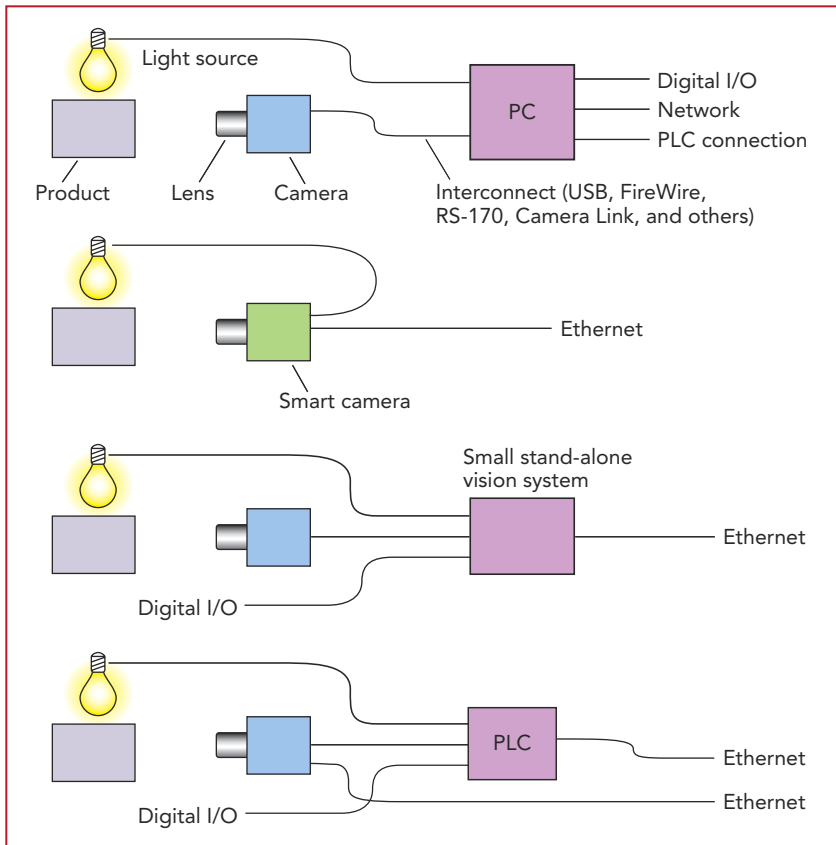 Light source
PC
Digital I/O
Network
PLC connection
Product
Lens
Camera
Interconnect (USB, FireWire,
RS-170, Camera Link, and others)
Ethernet
Smart camera
Small stand-alone
vision system
Ethernet
Digital I/O
PLC
Ethernet
Ethernet
Digital I/O